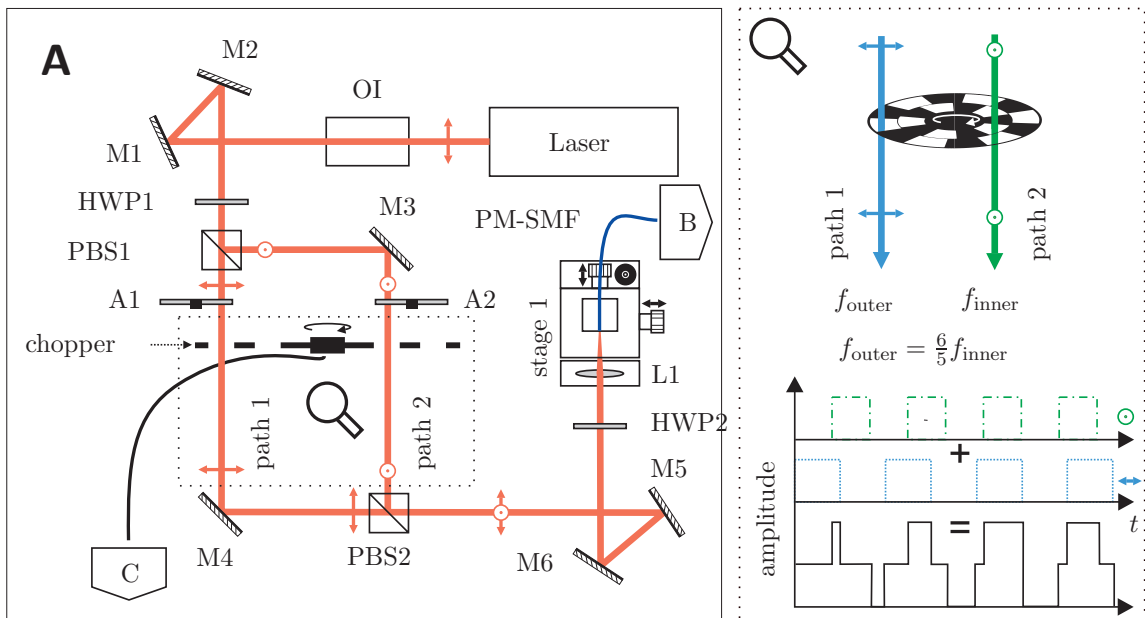 A
M2
OI
Laser
M1
HWP1
M3
PM-SMF
B
PBS1
A1
A2
stage 1
chopper
L1
path 1
path 2
HWP2
M5
M4
PBS2
M6
C
path 1
path 2
f_outer
f_inner
f_outer = 6/5 f_inner
+
=
amplitude
t